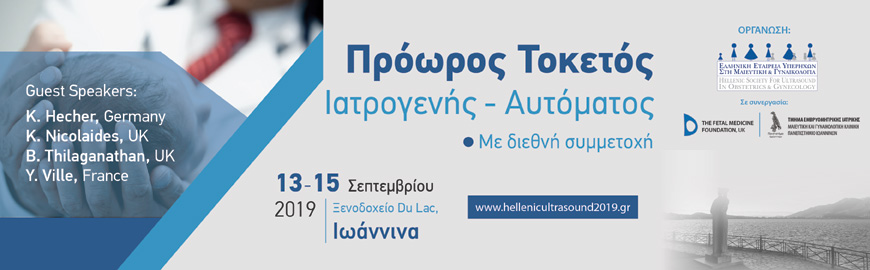 Guest Speakers:
K. Hecher, Germany
K. Nicolaides, UK
B. Thilaganathan, UK
Y. Ville, France
Πρόωρος Τοκετός
Ιατρογενής - Αυτόματος
• Με διεθνή συμμετοχή
13-15 Σεπτεμβρίου
2019
Ξενοδοχείο Du Lac,
Ιωάννινα
www.hellenicultrasound2019.gr
ΟΡΓΑΝΩΣΗ:
ΕΛΛΗΝΙΚΗ ΕΤΑΙΡΕΙΑ ΥΠΕΡΗΧΩΝ
ΣΤΗ ΜΑΙΕΥΤΙΚΗ & ΓΥΝΑΙΚΟΛΟΓΙΑ
HELLENIC SOCIETY FOR ULTRASOUND
IN OBSTETRICS & GENECOLOGY
Σε συνεργασία:
THE FETAL MEDICINE
FOUNDATION, UK
ΤΜΗΜΑ ΕΜΒΡΥΟΜΗΤΡΙΚΗΣ ΙΑΤΡΙΚΗΣ
ΜΑΙΕΥΤΙΚΗ ΚΑΙ ΓΥΝΑΙΚΟΛΟΓΙΚΗ ΚΛΙΝΙΚΗ
ΠΑΝΕΠΙΣΤΗΜΙΟ ΙΩΑΝΝΙΝΩΝ